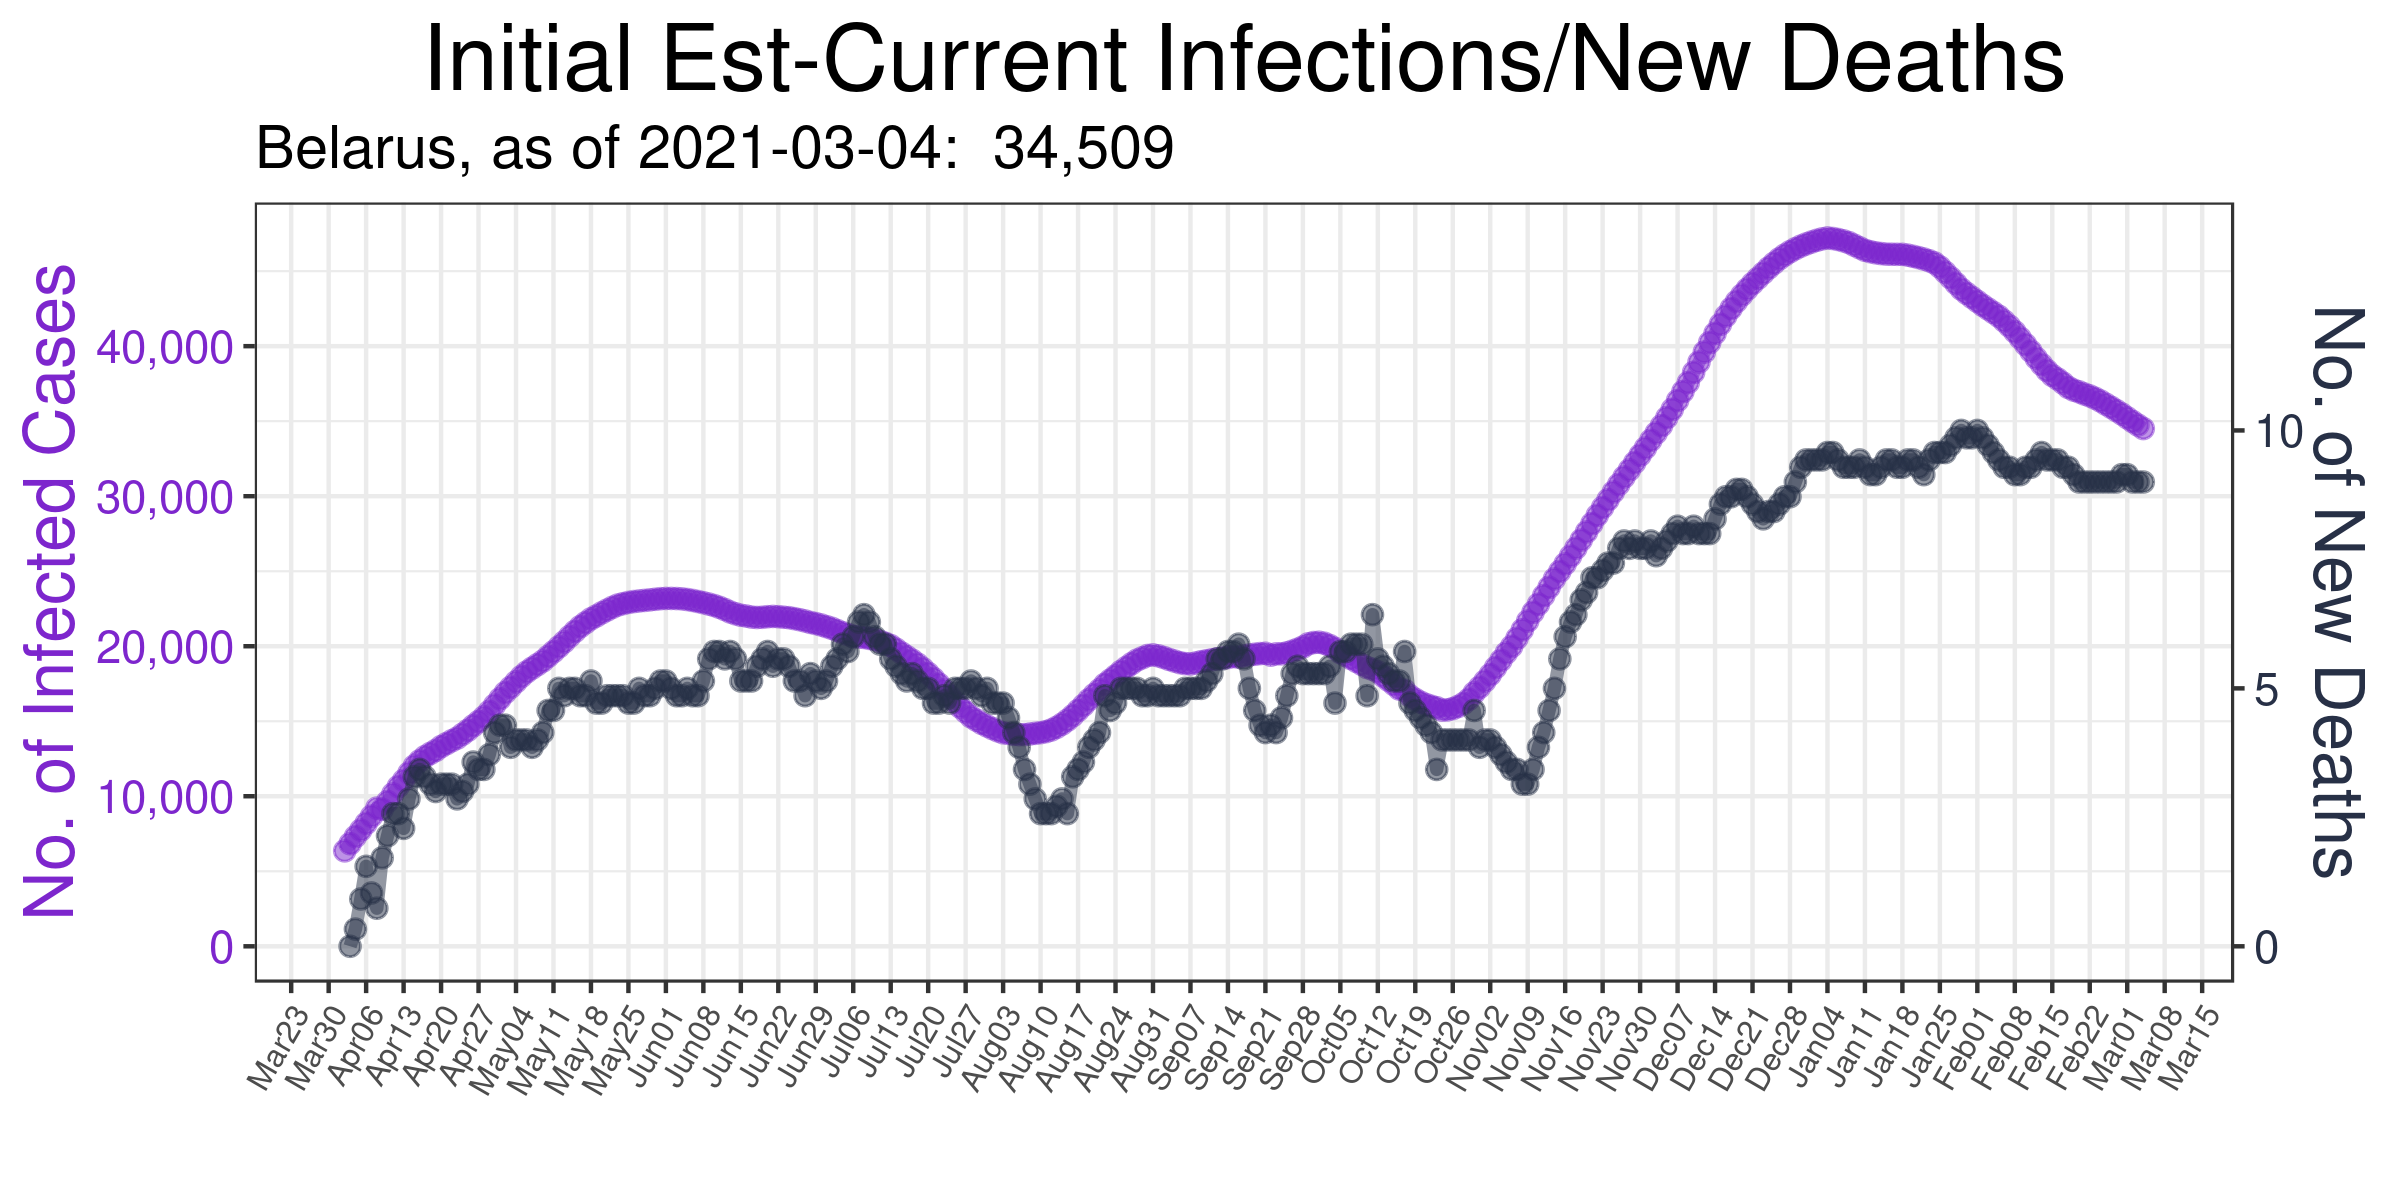 Initial Est-Current Infections/New Deaths
Belarus, as of 2021-03-04:  34,509
No. of Infected Cases
40,000
30,000
20,000
10,000
0
10
5
0
No. of New Deaths
Mar23
Mar30
Apr06
Apr13
Apr20
Apr27
May04
May11
May18
May25
Jun01
Jun08
Jun15
Jun22
Jun29
Jul06
Jul13
Jul20
Jul27
Aug03
Aug10
Aug17
Aug24
Aug31
Sep07
Sep14
Sep21
Sep28
Oct05
Oct12
Oct19
Oct26
Nov02
Nov09
Nov16
Nov23
Nov30
Dec07
Dec14
Dec21
Dec28
Jan04
Jan11
Jan18
Jan25
Feb01
Feb08
Feb15
Feb22
Mar01
Mar08
Mar15